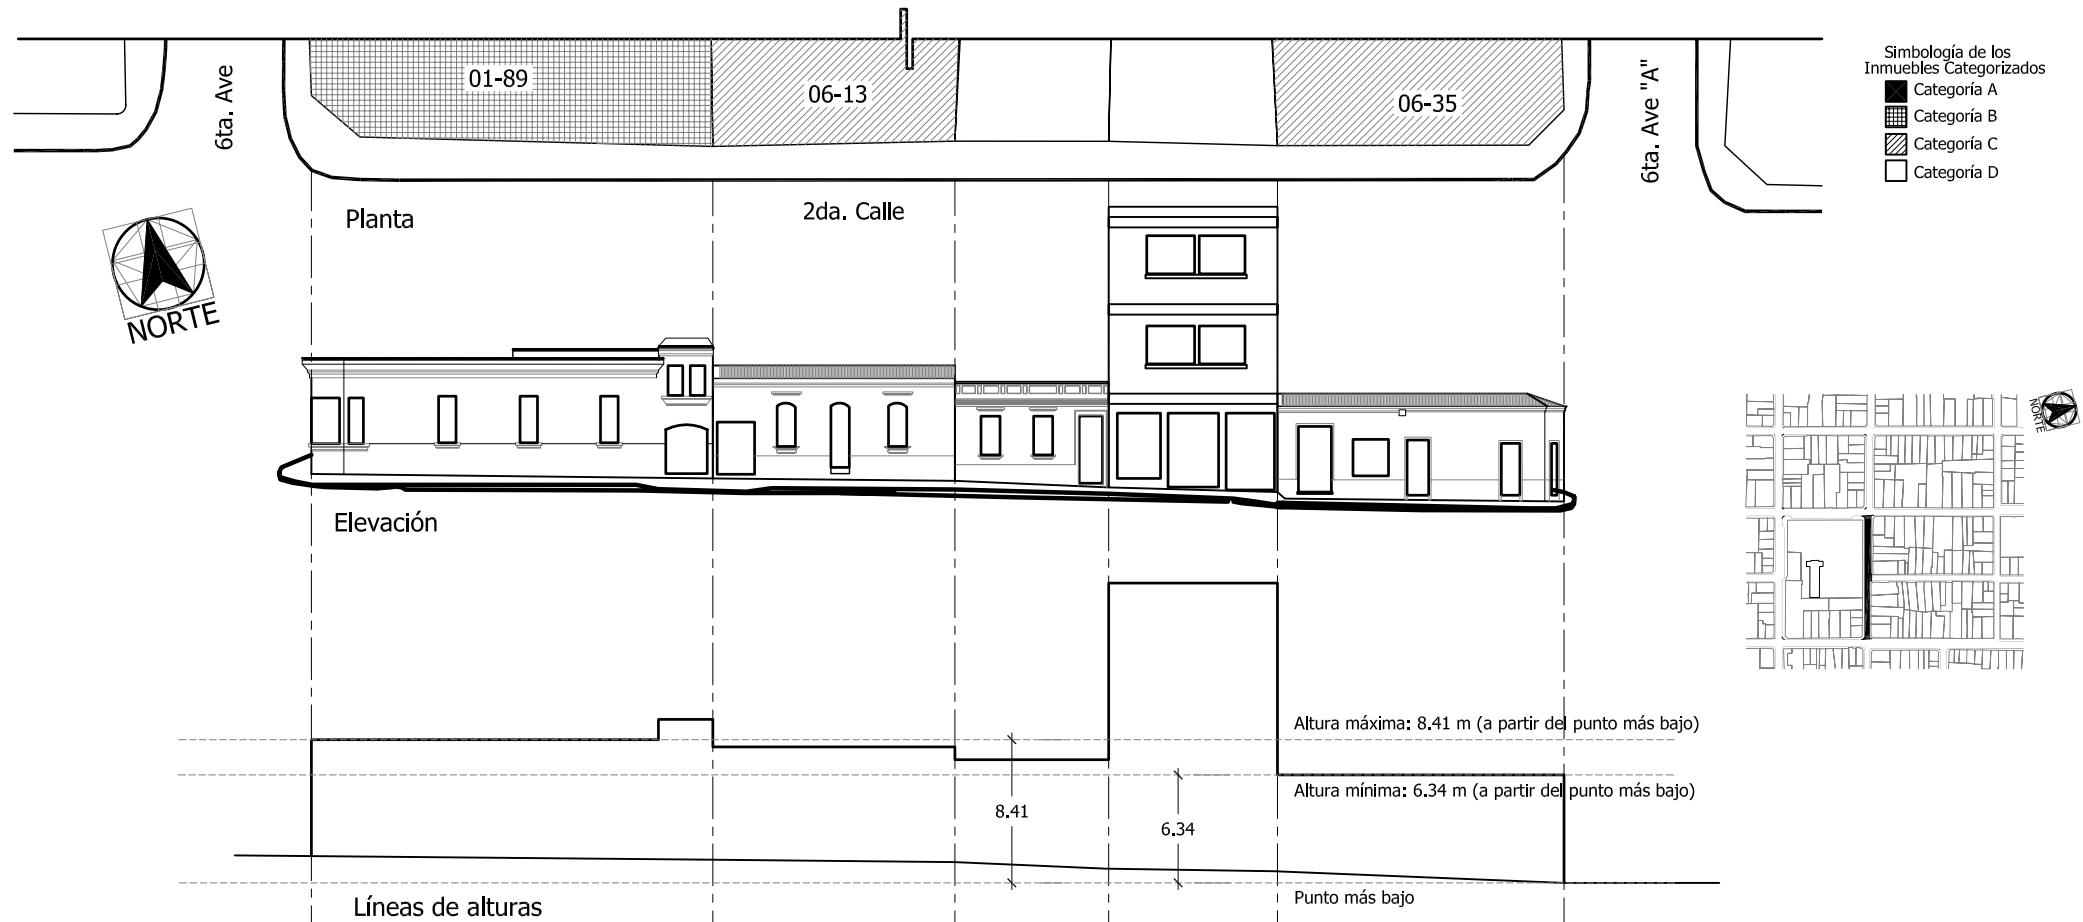 6ta. Ave
01-89
06-13
06-35
6ta. Ave "A"
Simbología de los
Inmuebles Categorizados
Categoría A
Categoría B
Categoría C
Categoría D
Planta
2da. Calle
NORTE
Elevación
NORTE
Altura máxima: 8.41 m (a partir del punto más bajo)
Altura mínima: 6.34 m (a partir del punto más bajo)
8.41
6.34
Punto más bajo
Líneas de alturas